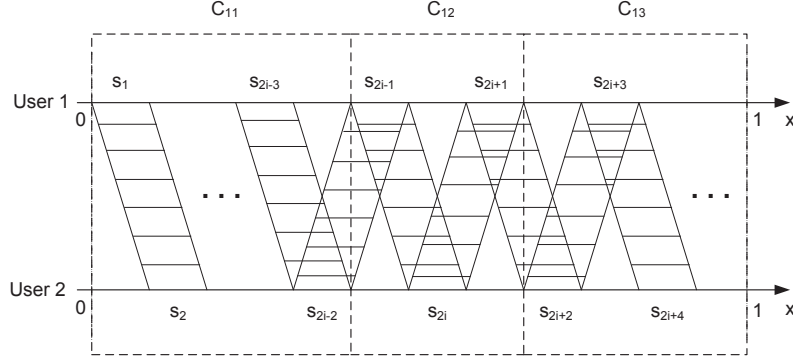 C11 C12 C13
s1 s2i-3 s2i-1 s2i+1 s2i+3
User 1
0 1 x
. . . . . .
User 2
0 1 x
s2 s2i-2 s2i s2i+2 s2i+4